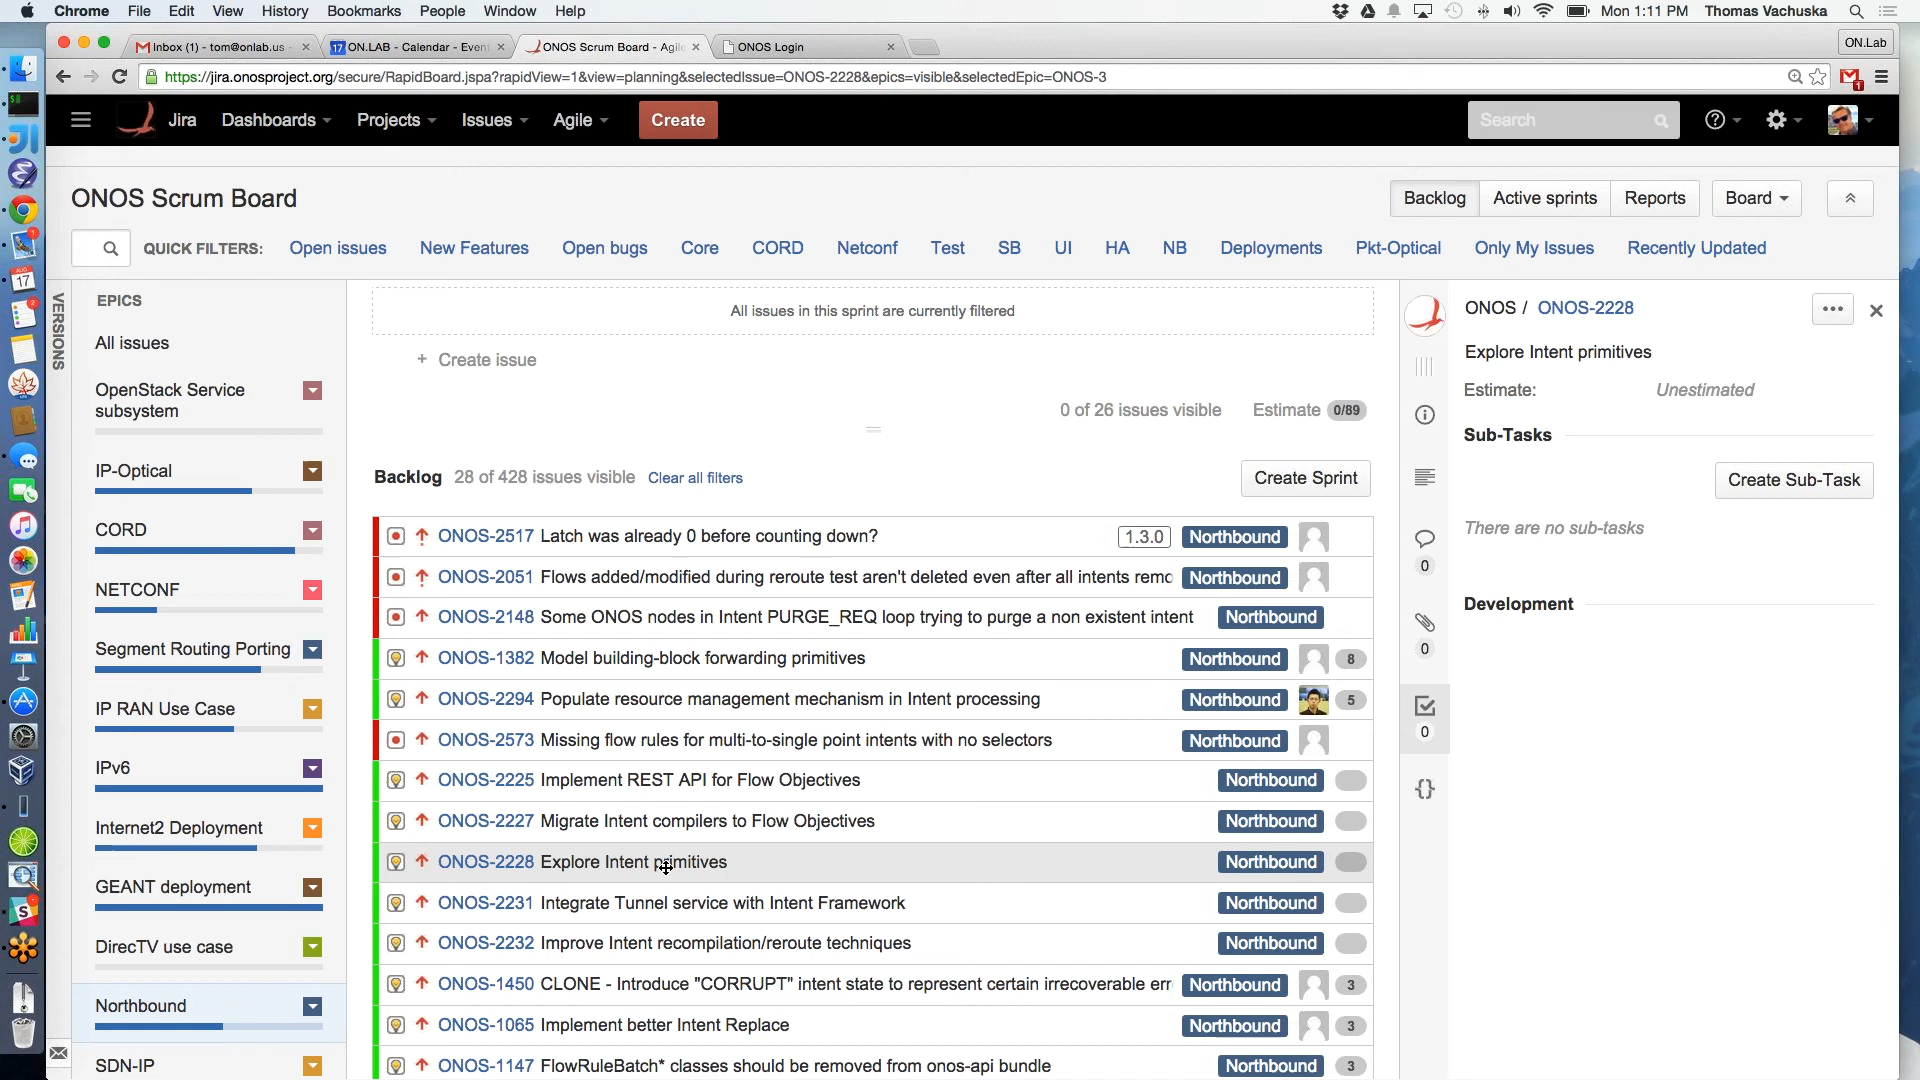 Chrome File Edit View History Bookmarks People Window Help Mon 1:11 PM Thomas Vachuska
Inbox (1) - tom@onlab.us - ON.LAB - Calendar - Event ONOS Scrum Board - Agile ONOS Login ON.Lab
https://jira.onosproject.org/secure/RapidBoard.jspa?rapidView=1&view=planning&selectedIssue=ONOS-2228&epics=visible&selectedEpic=ONOS-3
Jira Dashboards Projects Issues Agile Create Search
ONOS Scrum Board Backlog Active sprints Reports Board
QUICK FILTERS: Open issues New Features Open bugs Core CORD Netconf Test SB UI HA NB Deployments Pkt-Optical Only My Issues Recently Updated
VERSIONS
EPICS
All issues
OpenStack Service
subsystem
IP-Optical
CORD
NETCONF
Segment Routing Porting
IP RAN Use Case
IPv6
Internet2 Deployment
GEANT deployment
DirecTV use case
Northbound
SDN-IP
All issues in this sprint are currently filtered
+ Create issue
0 of 26 issues visible Estimate 0/89
Backlog 28 of 428 issues visible Clear all filters Create Sprint
ONOS-2517 Latch was already 0 before counting down? 1.3.0 Northbound
ONOS-2051 Flows added/modified during reroute test aren't deleted even after all intents remo Northbound
ONOS-2148 Some ONOS nodes in Intent PURGE_REQ loop trying to purge a non existent intent Northbound
ONOS-1382 Model building-block forwarding primitives Northbound 8
ONOS-2294 Populate resource management mechanism in Intent processing Northbound 5
ONOS-2573 Missing flow rules for multi-to-single point intents with no selectors Northbound
ONOS-2225 Implement REST API for Flow Objectives Northbound
ONOS-2227 Migrate Intent compilers to Flow Objectives Northbound
ONOS-2228 Explore Intent primitives Northbound
ONOS-2231 Integrate Tunnel service with Intent Framework Northbound
ONOS-2232 Improve Intent recompilation/reroute techniques Northbound
ONOS-1450 CLONE - Introduce "CORRUPT" intent state to represent certain irrecoverable err Northbound 3
ONOS-1065 Implement better Intent Replace Northbound 3
ONOS-1147 FlowRuleBatch* classes should be removed from onos-api bundle Northbound 3
ONOS / ONOS-2228
Explore Intent primitives
Estimate: Unestimated
Sub-Tasks
Create Sub-Task
There are no sub-tasks
Development
0
0
0